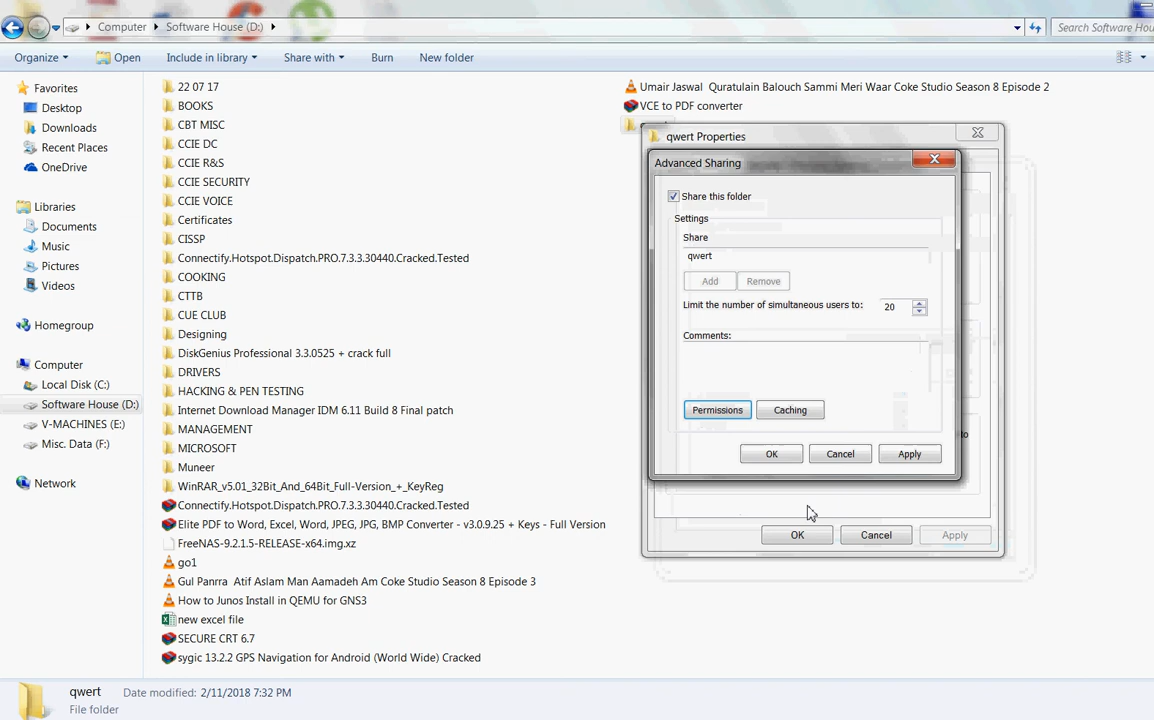 Computer
Software House (D:)
Organize
Open
Include in library
Share with
Burn
New folder
Favorites
Desktop
Downloads
Recent Places
OneDrive
Libraries
Documents
Music
Pictures
Videos
Homegroup
Computer
Local Disk (C:)
Software House (D:)
V-MACHINES (E:)
Misc. Data (F:)
Network
22 07 17
BOOKS
CBT MISC
CCIE DC
CCIE R&S
CCIE SECURITY
CCIE VOICE
Certificates
CISSP
Connectify.Hotspot.Dispatch.PRO.7.3.3.30440.Cracked.Tested
COOKING
CTTB
CUE CLUB
Designing
DiskGenius Professional 3.3.0525 + crack full
DRIVERS
HACKING & PEN TESTING
Internet Download Manager IDM 6.11 Build 8 Final patch
MANAGEMENT
MICROSOFT
Muneer
WinRAR_v5.01_32Bit_And_64Bit_Full-Version_+_KeyReg
Connectify.Hotspot.Dispatch.PRO.7.3.3.30440.Cracked.Tested
Elite PDF to Word, Excel, Word, JPEG, JPG, BMP Converter - v3.0.9.25 + Keys - Full Version
FreeNAS-9.2.1.5-RELEASE-x64.img.xz
go1
Gul Panrra  Atif Aslam Man Aamadeh Am Coke Studio Season 8 Episode 3
How to Junos Install in QEMU for GNS3
new excel file
SECURE CRT 6.7
sygic 13.2.2 GPS Navigation for Android (World Wide) Cracked
Umair Jaswal  Quratulain Balouch Sammi Meri Waar Coke Studio Season 8 Episode 2
VCE to PDF converter
qwert Properties
Advanced Sharing
Share this folder
Settings
Share
qwert
Add
Remove
Limit the number of simultaneous users to: 20
Comments:
Permissions
Caching
OK
Cancel
Apply
OK
Cancel
Apply
qwert
Date modified: 2/11/2018 7:32 PM
File folder